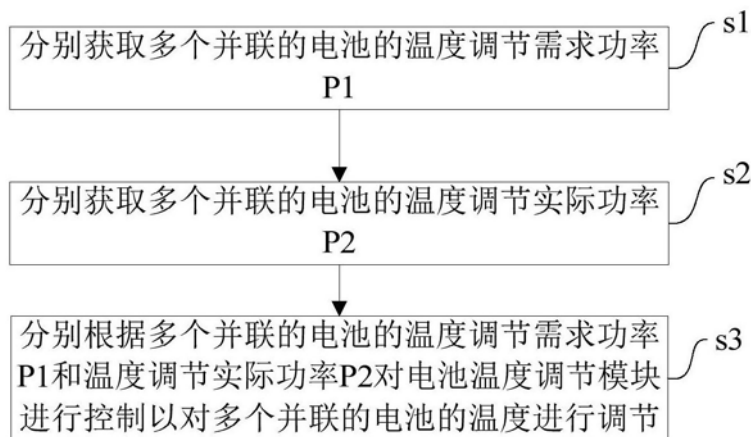 分别获取多个并联的电池的温度调节需求功率
P1
s1
分别获取多个并联的电池的温度调节实际功率
P2
s2
分别根据多个并联的电池的温度调节需求功率
P1和温度调节实际功率P2对电池温度调节模块
进行控制以对多个并联的电池的温度进行调节
s3